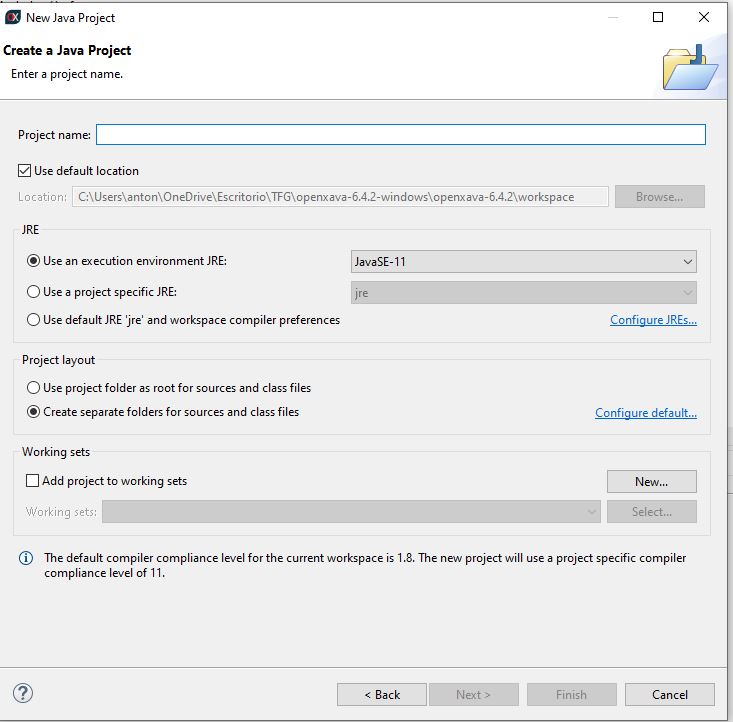 New Java Project
Create a Java Project
Enter a project name.
Project name:
Use default location
Location: C:\Users\anton\OneDrive\Escritorio\TFG\openxava-6.4.2-windows\openxava-6.4.2\workspace Browse...
JRE
Use an execution environment JRE: JavaSE-11
Use a project specific JRE: jre
Use default JRE 'jre' and workspace compiler preferences Configure JREs...
Project layout
Use project folder as root for sources and class files
Create separate folders for sources and class files Configure default...
Working sets
Add project to working sets New...
Working sets: Select...
The default compiler compliance level for the current workspace is 1.8. The new project will use a project specific compiler
compliance level of 11.
? < Back Next > Finish Cancel